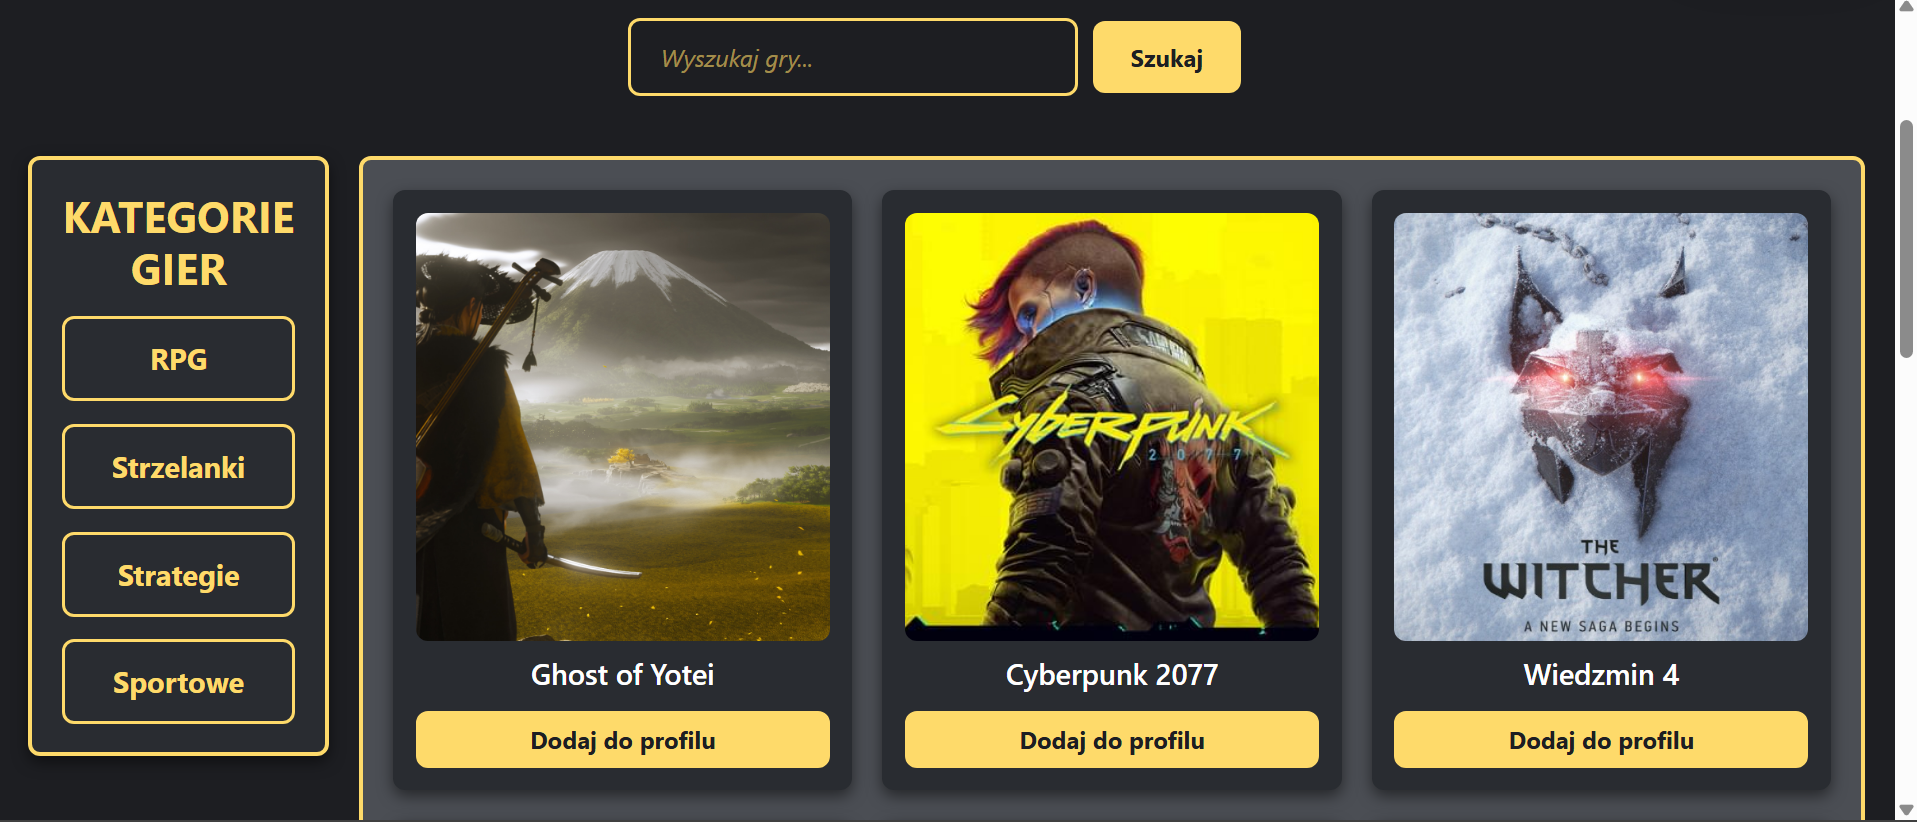 Wyszukaj gry...
Szukaj
KATEGORIE
GIER
RPG
Strzelanki
Strategie
Sportowe
CYBERPUNK
2077
THE
WITCHER
A NEW SAGA BEGINS
Ghost of Yotei
Cyberpunk 2077
Wiedzmin 4
Dodaj do profilu
Dodaj do profilu
Dodaj do profilu